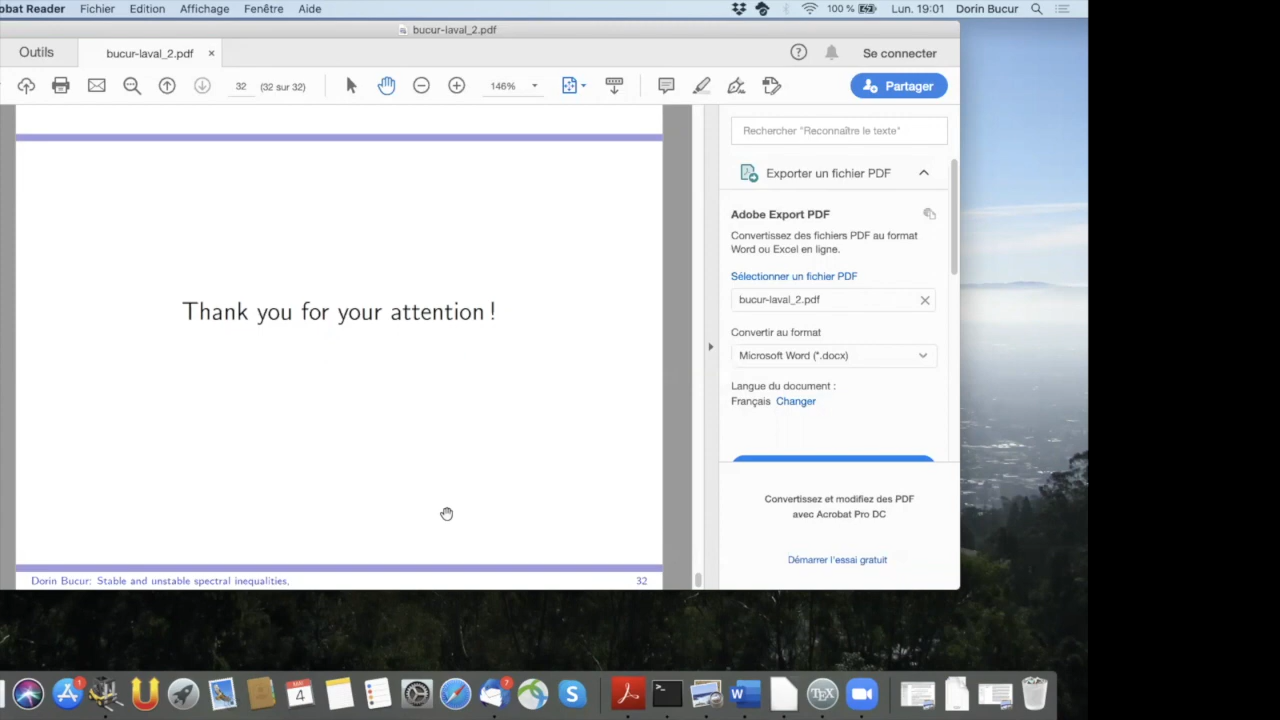 obat Reader Fichier Edition Affichage Fenêtre Aide 100 % Lun. 19:01 Dorin Bucur
bucur-laval_2.pdf
Outils bucur-laval_2.pdf × ? Se connecter
32 (32 sur 32) 146% Partager
Rechercher "Reconnaître le texte"
Exporter un fichier PDF
Adobe Export PDF
Convertissez des fichiers PDF au format
Word ou Excel en ligne.
Sélectionner un fichier PDF
bucur-laval_2.pdf
Convertir au format
Microsoft Word (*.docx)
Langue du document :
Français Changer
Convertissez et modifiez des PDF
avec Acrobat Pro DC
Démarrer l'essai gratuit
Thank you for your attention !
Dorin Bucur: Stable and unstable spectral inequalities, 32
1
4
7
S
W
TEX